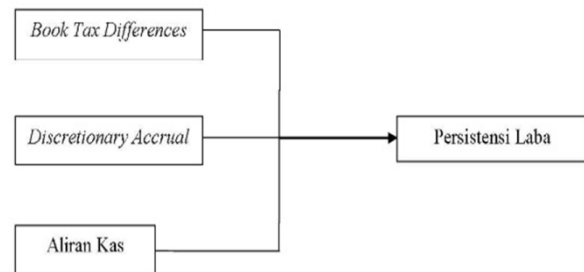 Book Tax Differences
Discretionary Accrual
Persistensi Laba
Aliran Kas